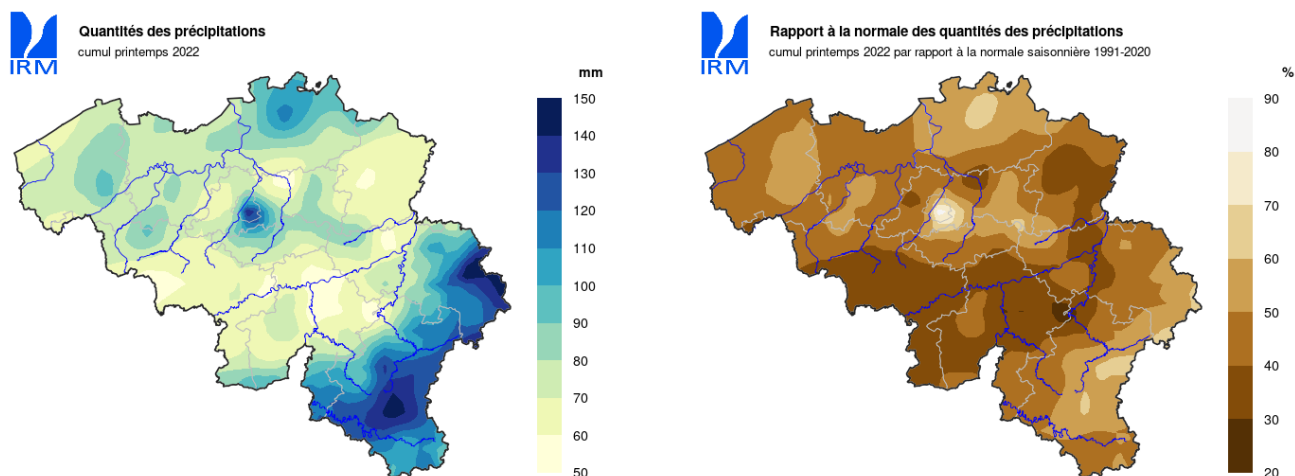 IRM
Quantités des précipitations
cumul printemps 2022
mm
150
140
130
120
110
100
90
80
70
60
50
IRM
Rapport à la normale des quantités des précipitations
cumul printemps 2022 par rapport à la normale saisonnière 1991-2020
%
90
80
70
60
50
40
30
20